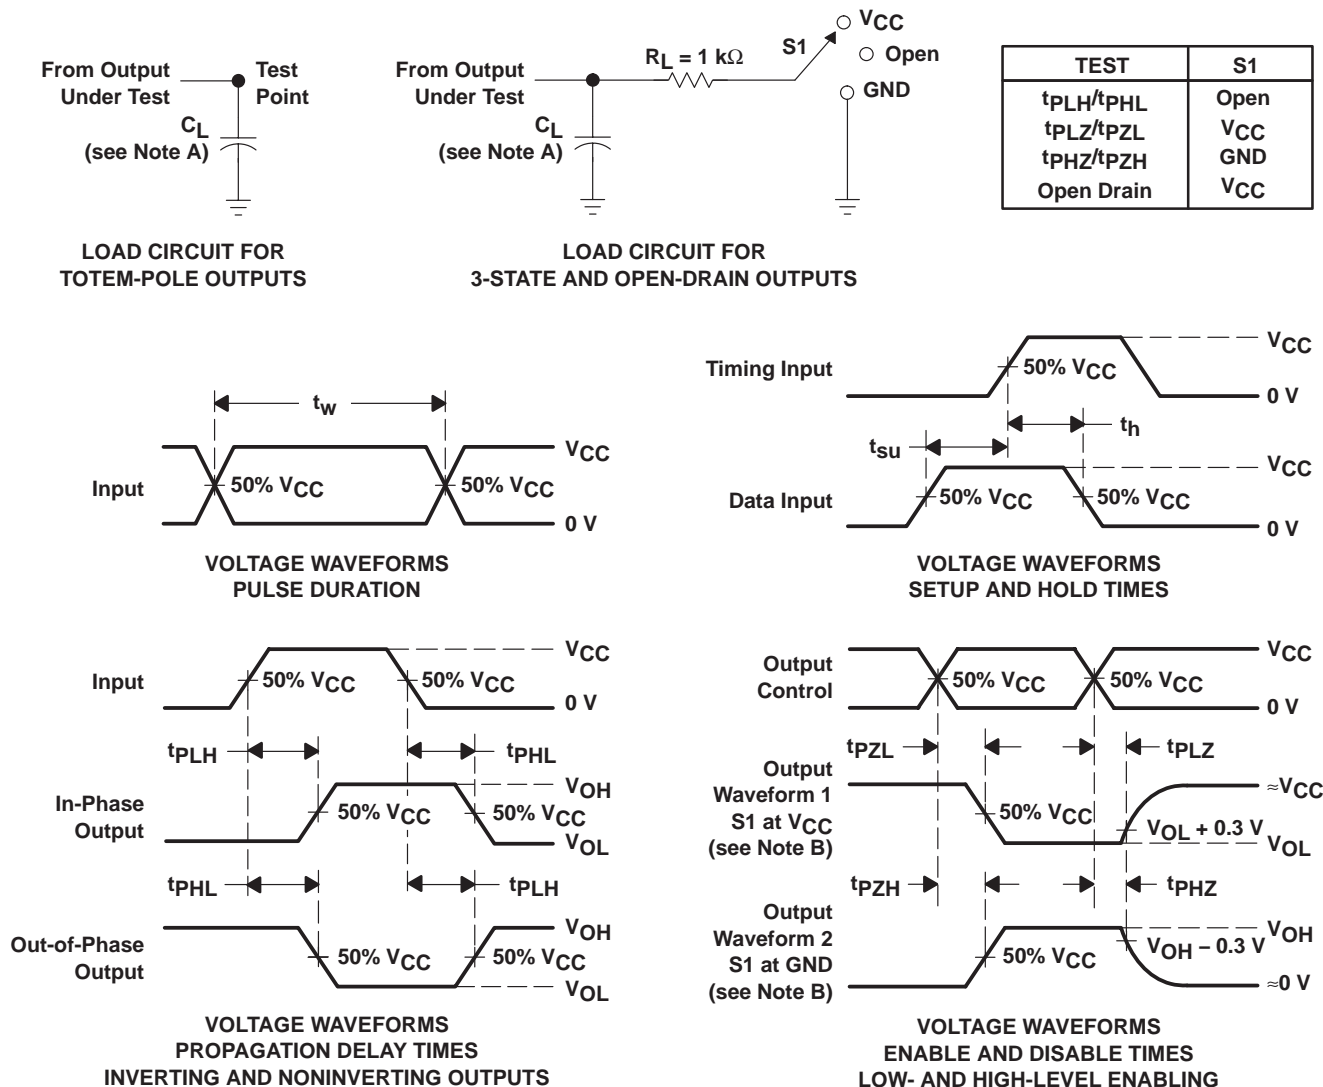 From Output
Under Test
Test
Point
CL
(see Note A)
LOAD CIRCUIT FOR
TOTEM-POLE OUTPUTS
From Output
Under Test
CL
(see Note A)
RL = 1 kΩ
S1
VCC
Open
GND
LOAD CIRCUIT FOR
3-STATE AND OPEN-DRAIN OUTPUTS
TEST S1
tPLH/tPHL Open
tPLZ/tPZL VCC
tPHZ/tPZH GND
Open Drain VCC
tw
Input
50% VCC
50% VCC
VCC
0 V
VOLTAGE WAVEFORMS
PULSE DURATION
Timing Input
50% VCC
VCC
0 V
th
tsu
Data Input
50% VCC
50% VCC
VCC
0 V
VOLTAGE WAVEFORMS
SETUP AND HOLD TIMES
Input
50% VCC
50% VCC
VCC
0 V
tPLH
tPHL
In-Phase
Output
50% VCC
50% VCC
VOH
VOL
tPHL
tPLH
Out-of-Phase
Output
50% VCC
50% VCC
VOH
VOL
VOLTAGE WAVEFORMS
PROPAGATION DELAY TIMES
INVERTING AND NONINVERTING OUTPUTS
Output
Control
50% VCC
50% VCC
VCC
0 V
tPZL
tPLZ
Output
Waveform 1
S1 at VCC
(see Note B)
50% VCC
VOL + 0.3 V
≈VCC
VOL
tPZH
tPHZ
Output
Waveform 2
S1 at GND
(see Note B)
50% VCC
VOH − 0.3 V
VOH
≈0 V
VOLTAGE WAVEFORMS
ENABLE AND DISABLE TIMES
LOW- AND HIGH-LEVEL ENABLING